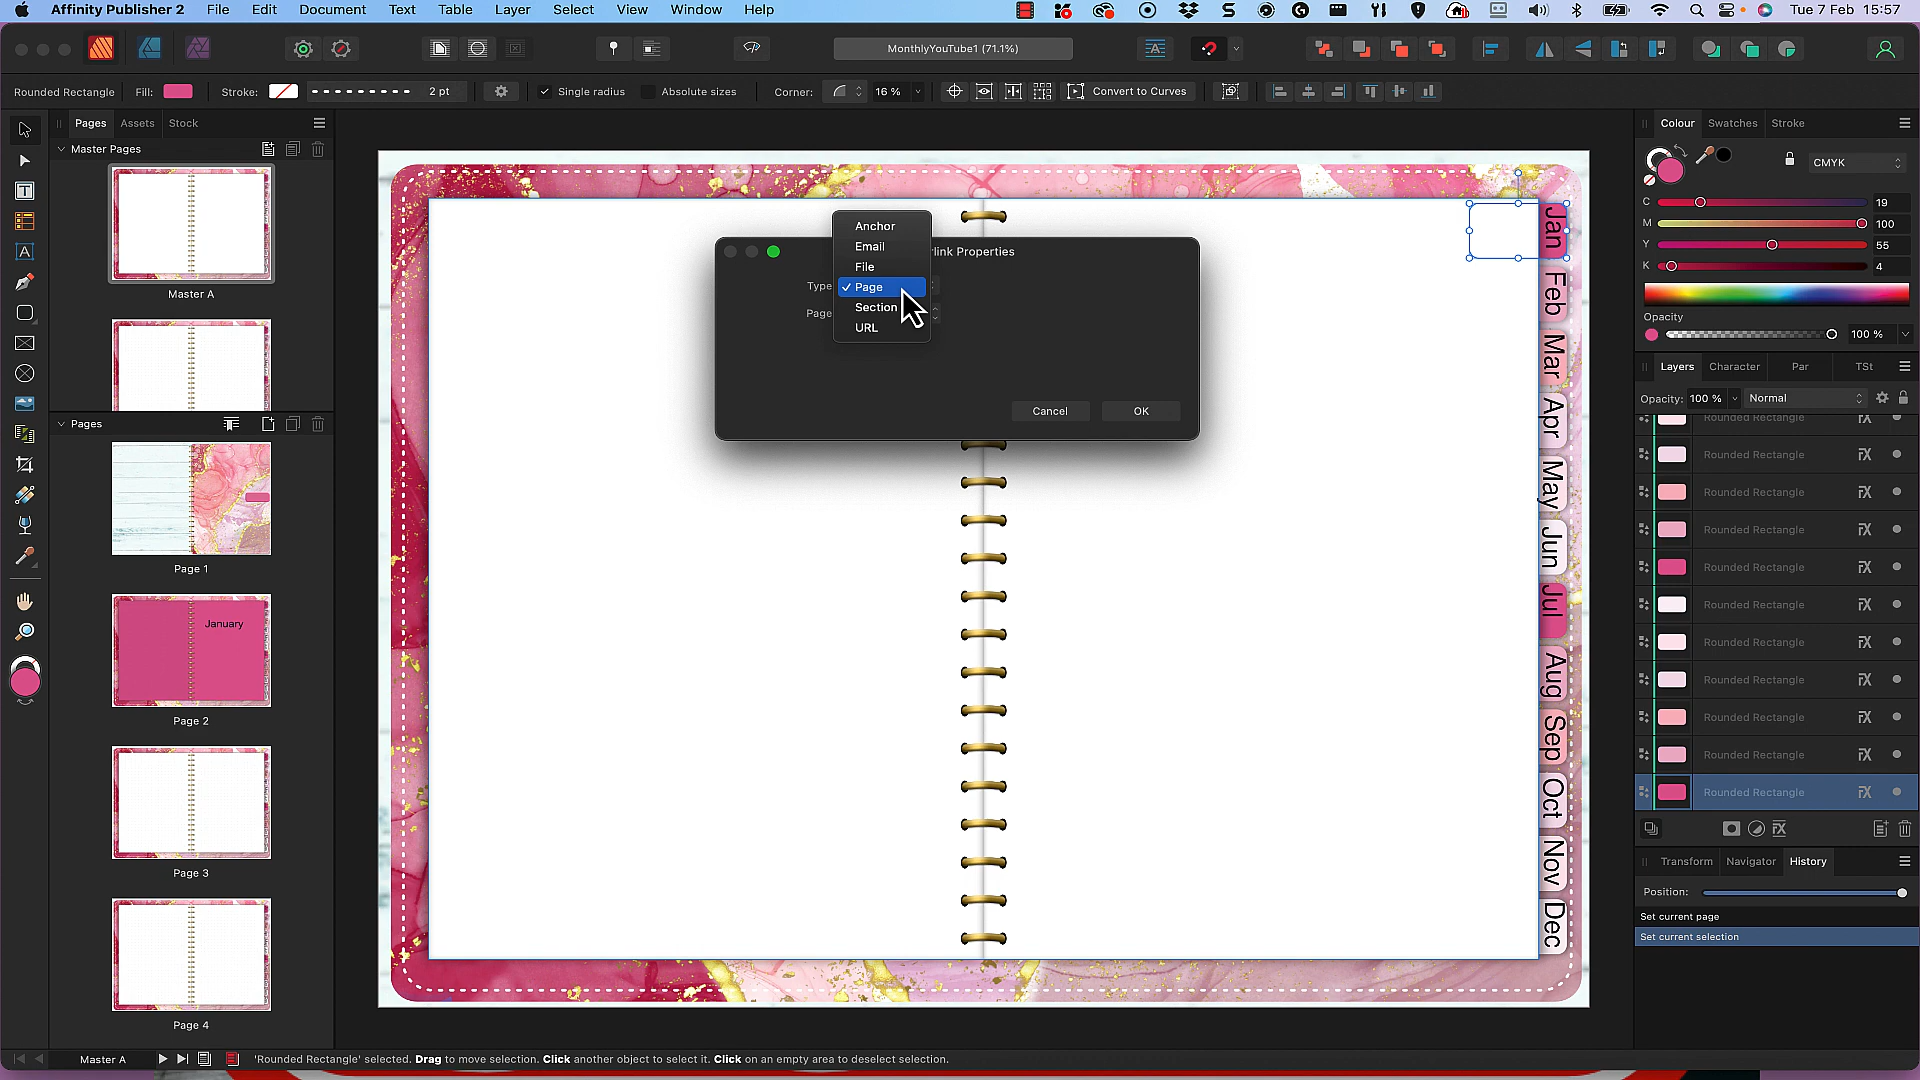 Affinity Publisher 2 File Edit Document Text Table Layer Select View Window Help Tue 7 Feb 15:57
MonthlyYouTube1 (71.1%)
Rounded Rectangle Fill: Stroke: 2 pt Single radius Absolute sizes Corner: 16 % Convert to Curves
Pages Assets Stock
Master Pages
Master A
Pages
Page 1
January
Page 2
Page 3
Page 4
Anchor
Email
File
Page
Section
URL
link Properties
Type
Page
Cancel OK
Jan
Feb
Mar
Apr
May
Jun
Jul
Aug
Sep
Oct
Nov
Dec
Colour Swatches Stroke
CMYK
C 19
M 100
Y 55
K 4
Opacity
100 %
Layers Character Par TSt
Opacity: 100 % Normal
Rounded Rectangle
Rounded Rectangle
Rounded Rectangle
Rounded Rectangle
Rounded Rectangle
Rounded Rectangle
Rounded Rectangle
Rounded Rectangle
Rounded Rectangle
Rounded Rectangle
Transform Navigator History
Position:
Set current page
Set current selection
Master A 'Rounded Rectangle' selected. Drag to move selection. Click another object to select it. Click on an empty area to deselect selection.